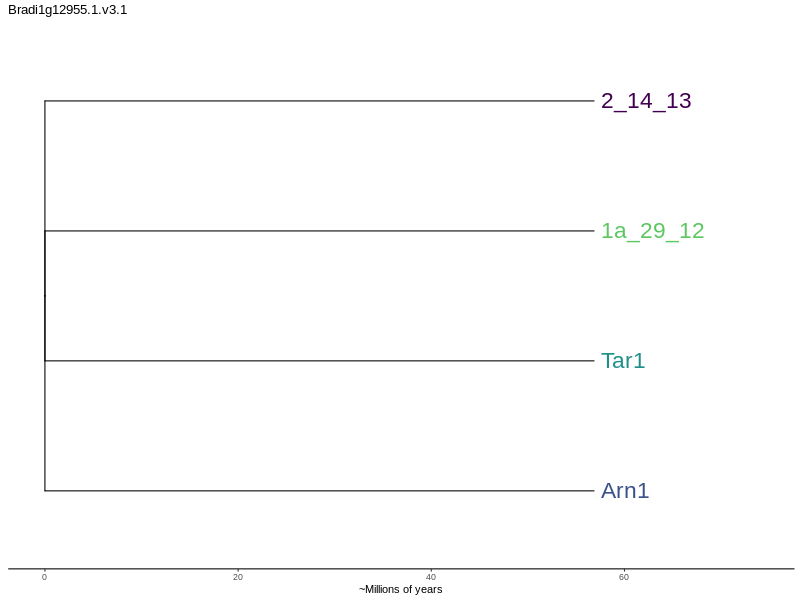 Bradi1g12955.1.v3.1
2_14_13
1a_29_12
Tar1
Arn1
0 20 40 60
~Millions of years